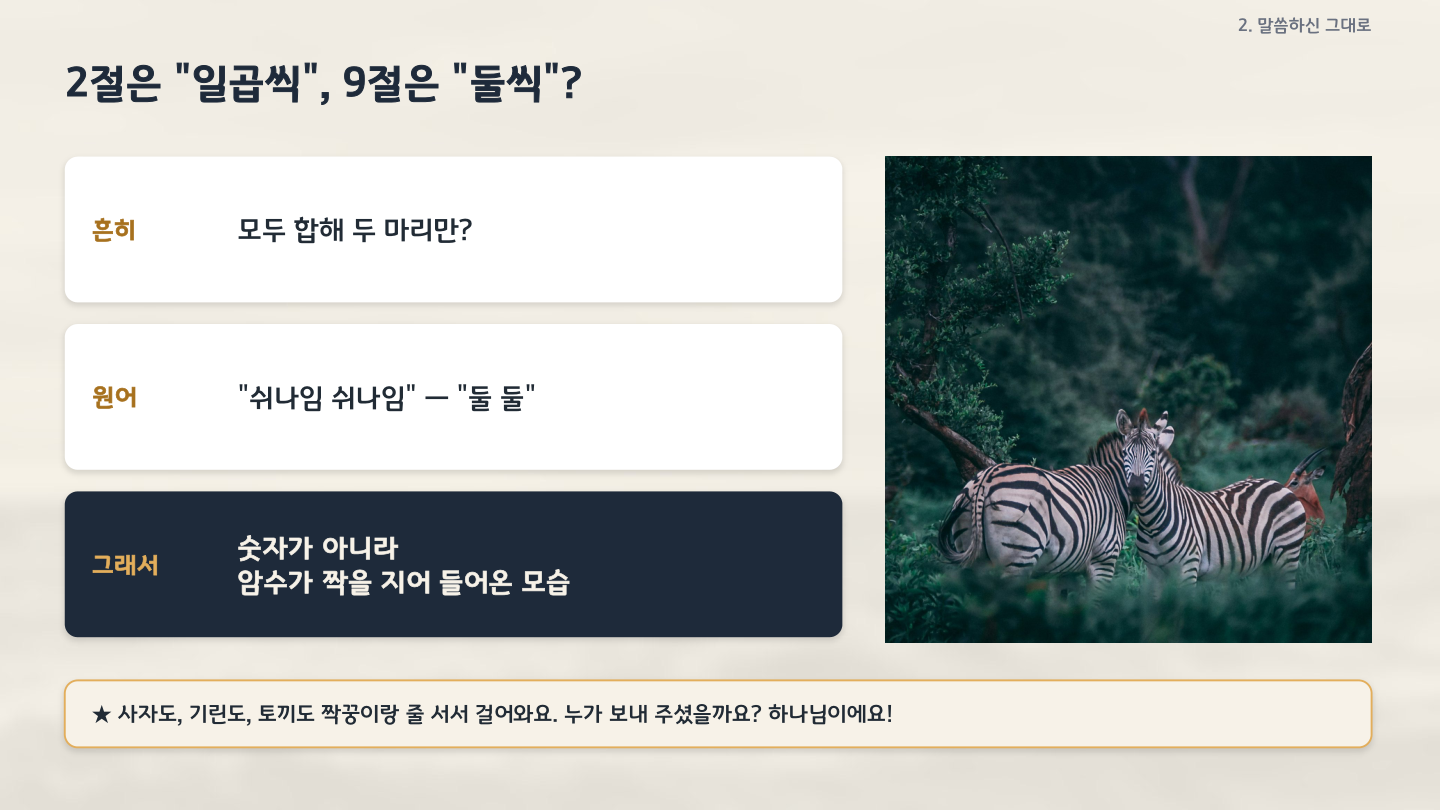 2. 말씀하신 그대로
2절은 "일곱씩", 9절은 "둘씩"?
흔히
모두 합해 두 마리만?
원어
"쉬나임 쉬나임" — "둘 둘"
그래서
숫자가 아니라
암수가 짝을 지어 들어온 모습
★ 사자도, 기린도, 토끼도 짝꿍이랑 줄 서서 걸어와요. 누가 보내 주셨을까요? 하나님이에요!